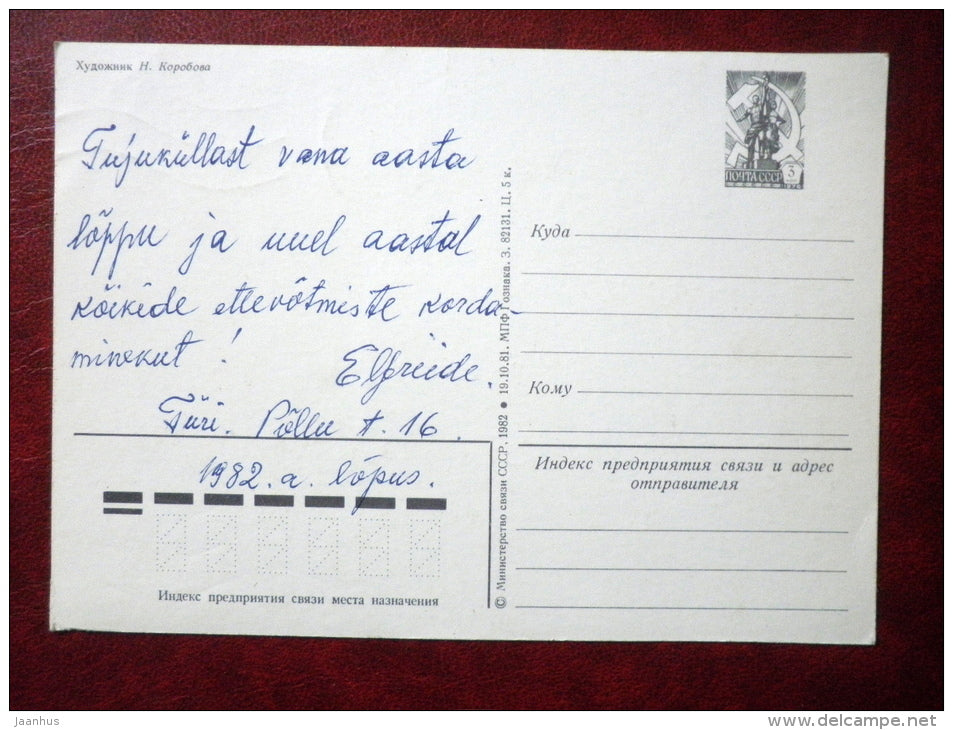 Художник Н. Коробова
Tujuküllast vana aasta
lõppu ja uuel aastal
kõikide ettevõtmiste korda-
minekut !
Elfriide.
Türi. Põllu t. 16.
1982. a. lõpus.
Индекс предприятия связи места назначения
© Министерство связи СССР, 1982 ● 19.10.81. МПФ Гознака. З. 82131. Ц. 5 к.
ПОЧТА СССР 3
1976
Куда
Кому
Индекс предприятия связи и адрес
отправителя
jaanhus
www.delcampe.net